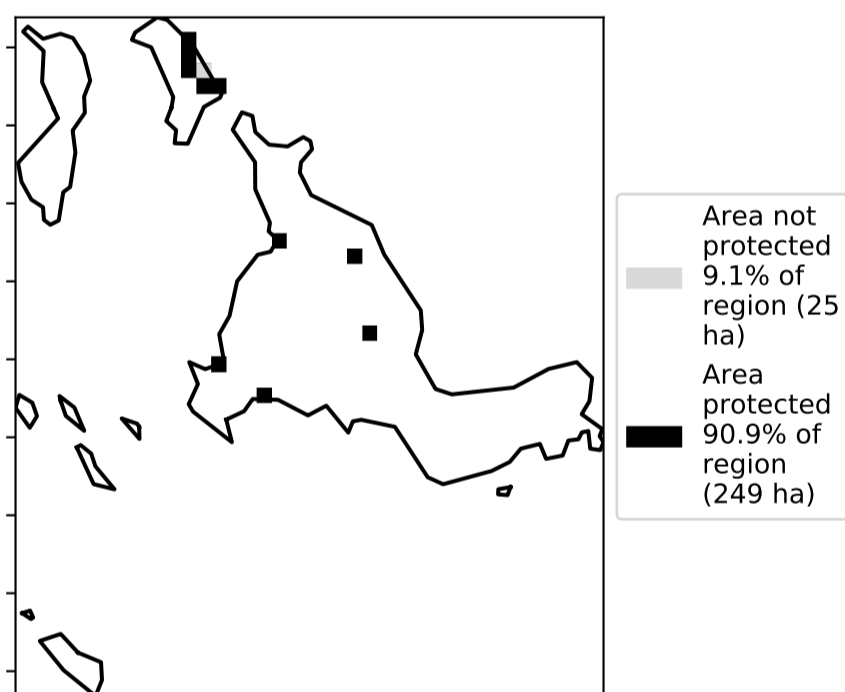 Area not
protected
9.1% of
region (25
ha)
Area
protected
90.9% of
region
(249 ha)